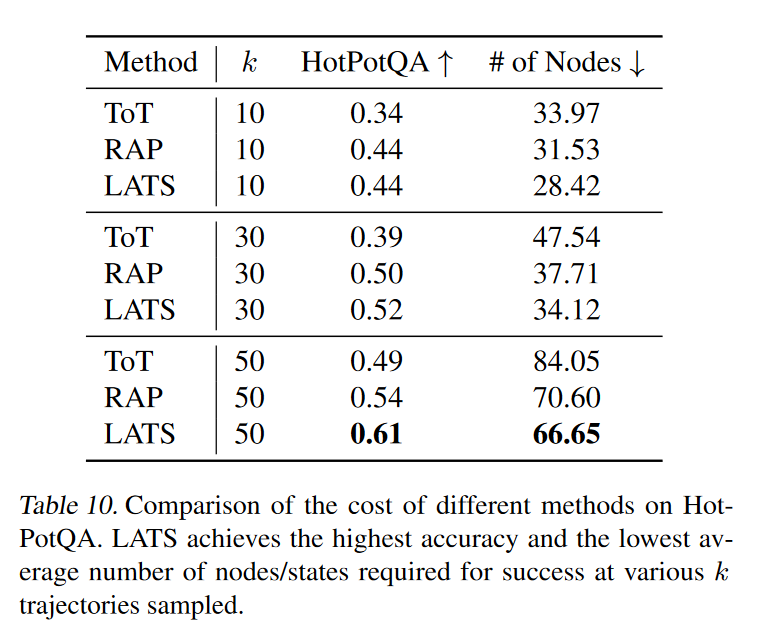 Method k HotPotQA ↑ # of Nodes ↓
ToT 10 0.34 33.97
RAP 10 0.44 31.53
LATS 10 0.44 28.42
ToT 30 0.39 47.54
RAP 30 0.50 37.71
LATS 30 0.52 34.12
ToT 50 0.49 84.05
RAP 50 0.54 70.60
LATS 50 0.61 66.65
Table 10. Comparison of the cost of different methods on Hot-
PotQA. LATS achieves the highest accuracy and the lowest av-
erage number of nodes/states required for success at various k
trajectories sampled.